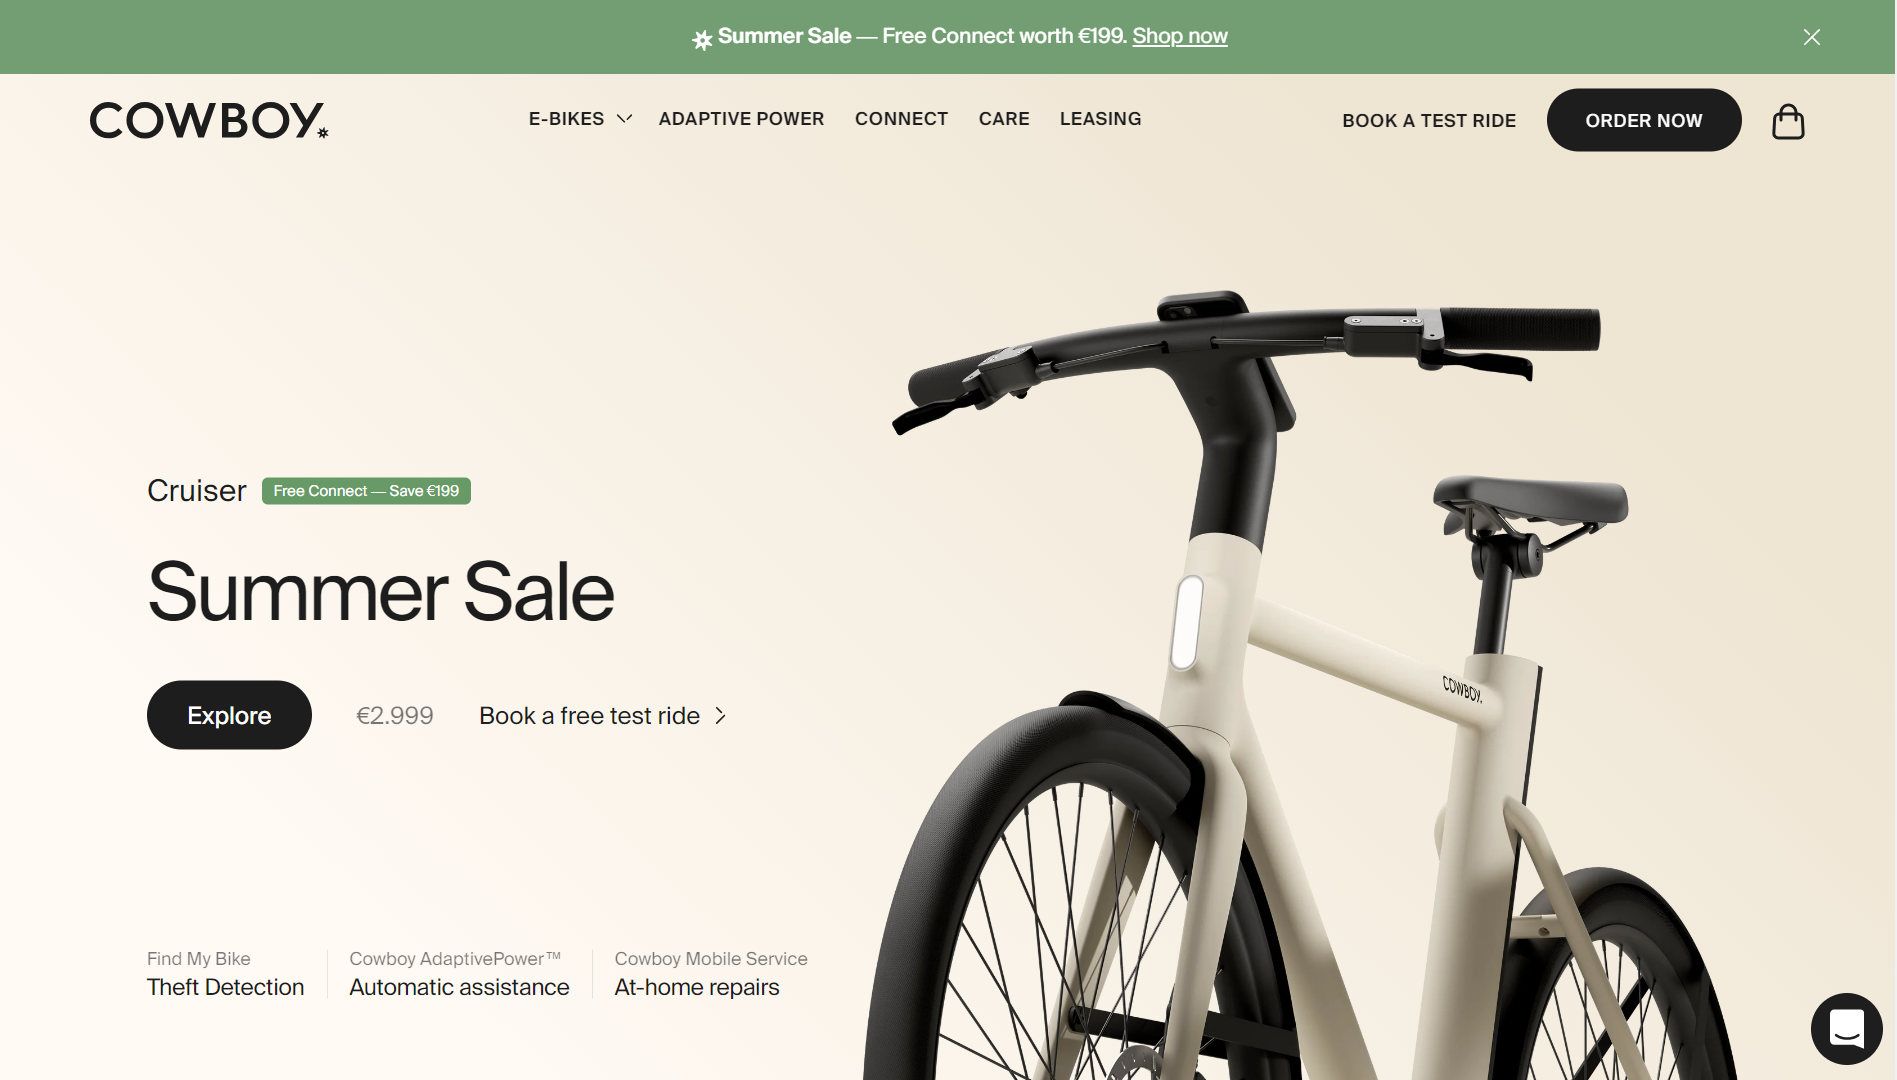 Summer Sale — Free Connect worth €199. Shop now
COWBOY
E-BIKES ADAPTIVE POWER CONNECT CARE LEASING BOOK A TEST RIDE ORDER NOW
Cruiser Free Connect — Save €199
Summer Sale
Explore €2.999 Book a free test ride
COWBOY.
Find My Bike Cowboy AdaptivePower™ Cowboy Mobile Service
Theft Detection Automatic assistance At-home repairs